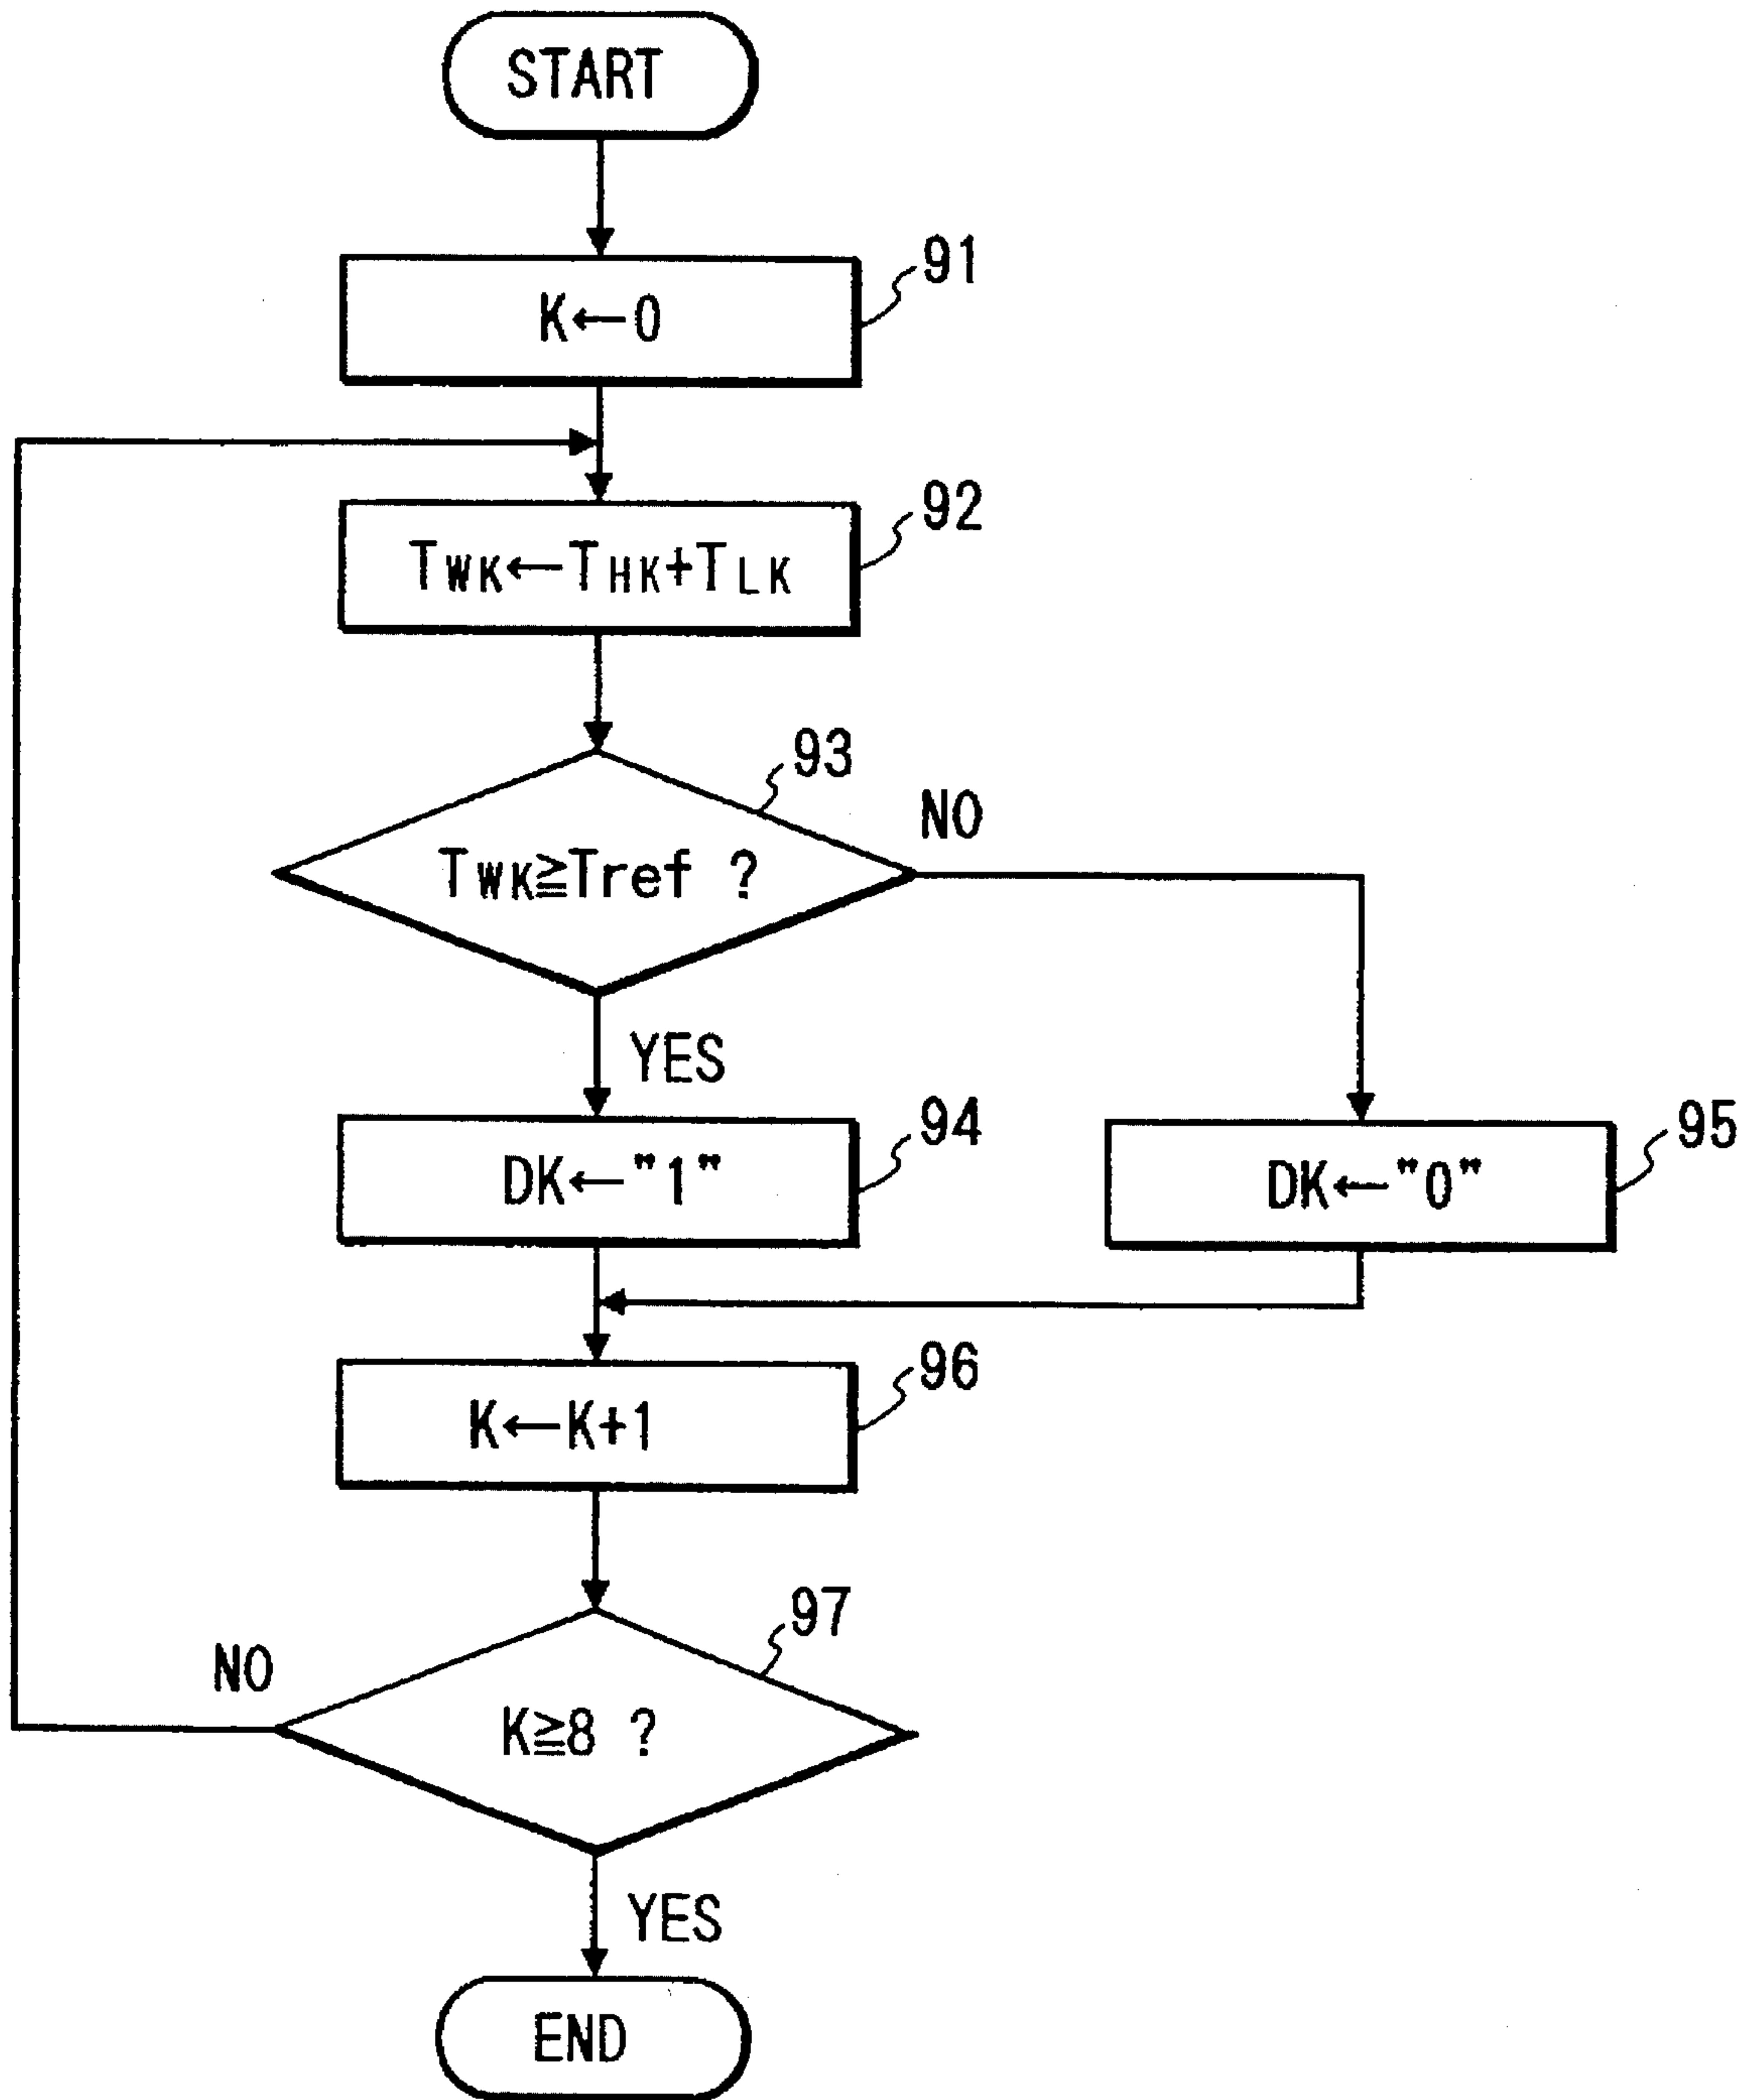 START
K←0
91
TWK←THK+TLK
92
93
TWK≧Tref ?
NO
YES
DK←"1"
94
DK←"0"
95
K←K+1
96
97
NO
K≧8 ?
YES
END